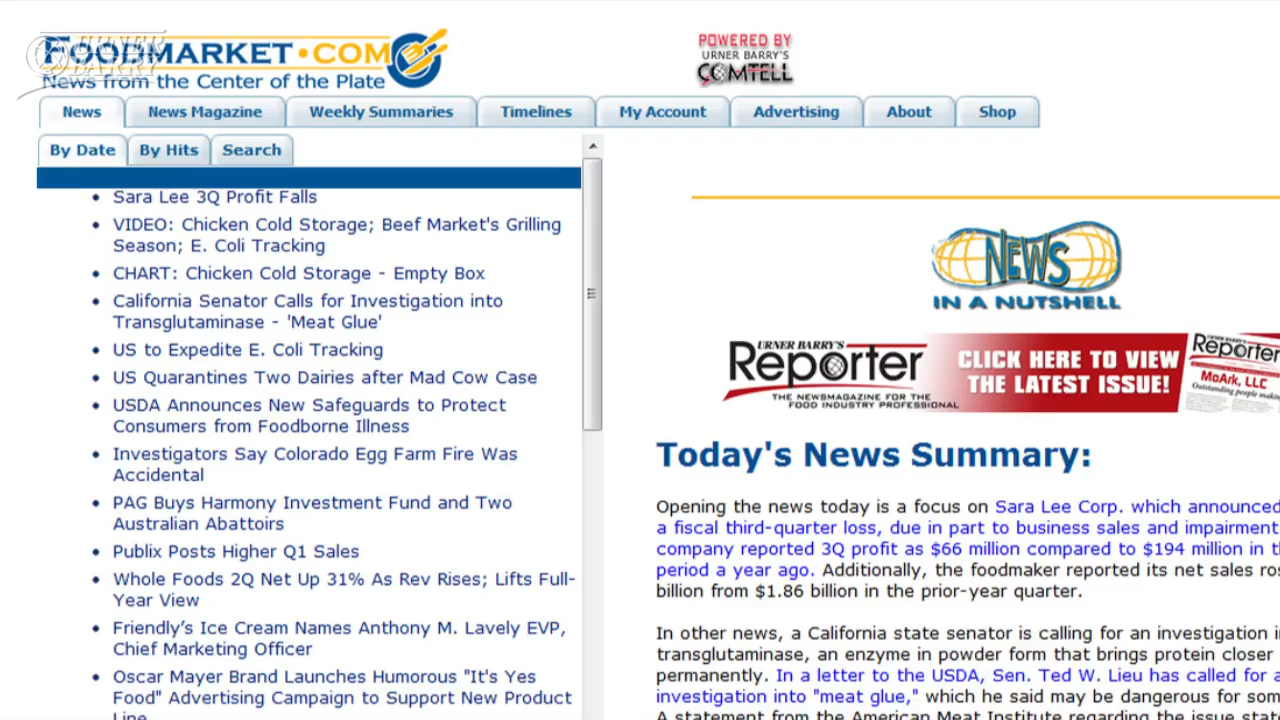 URNER
BARRY
FOODMARKET•COM
News from the Center of the Plate
POWERED BY
URNER BARRY'S
COMTELL
News
News Magazine
Weekly Summaries
Timelines
My Account
Advertising
About
Shop
By Date
By Hits
Search
• Sara Lee 3Q Profit Falls
• VIDEO: Chicken Cold Storage; Beef Market's Grilling
Season; E. Coli Tracking
• CHART: Chicken Cold Storage - Empty Box
• California Senator Calls for Investigation into
Transglutaminase - 'Meat Glue'
• US to Expedite E. Coli Tracking
• US Quarantines Two Dairies after Mad Cow Case
• USDA Announces New Safeguards to Protect
Consumers from Foodborne Illness
• Investigators Say Colorado Egg Farm Fire Was
Accidental
• PAG Buys Harmony Investment Fund and Two
Australian Abattoirs
• Publix Posts Higher Q1 Sales
• Whole Foods 2Q Net Up 31% As Rev Rises; Lifts Full-
Year View
• Friendly’s Ice Cream Names Anthony M. Lavely EVP,
Chief Marketing Officer
• Oscar Mayer Brand Launches Humorous "It's Yes
Food" Advertising Campaign to Support New Product
Line
NEWS
IN A NUTSHELL
URNER BARRY'S
Reporter
THE NEWSMAGAZINE FOR THE
FOOD INDUSTRY PROFESSIONAL
CLICK HERE TO VIEW
THE LATEST ISSUE!
Reporter
MoArk, LLC
Outstanding people
Today's News Summary:
Opening the news today is a focus on Sara Lee Corp. which announced
a fiscal third-quarter loss, due in part to business sales and impairment
company reported 3Q profit as $66 million compared to $194 million in
period a year ago. Additionally, the foodmaker reported its net sales
billion from $1.86 billion in the prior-year quarter.
In other news, a California state senator is calling for an investigation
transglutaminase, an enzyme in powder form that brings protein closer
permanently. In a letter to the USDA, Sen. Ted W. Lieu has called for
investigation into "meat glue," which he said may be dangerous for
A statement from the American Meat Institute regarding the issue